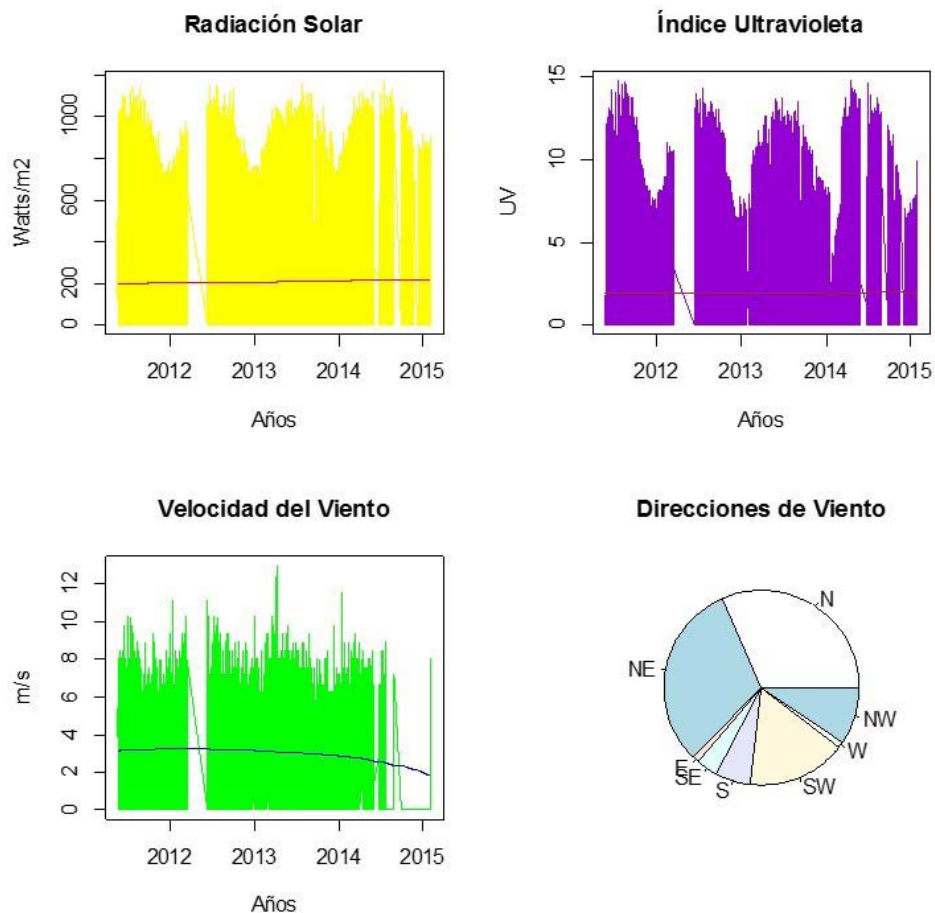 Radiación Solar
Watts/m2
0 200 600 1000
2012 2013 2014 2015
Años
Índice Ultravioleta
UV
0 5 10 15
2012 2013 2014 2015
Años
Velocidad del Viento
m/s
0 2 4 6 8 10 12
2012 2013 2014 2015
Años
Direcciones de Viento
N
NE
E
SE
S
SW
W
NW